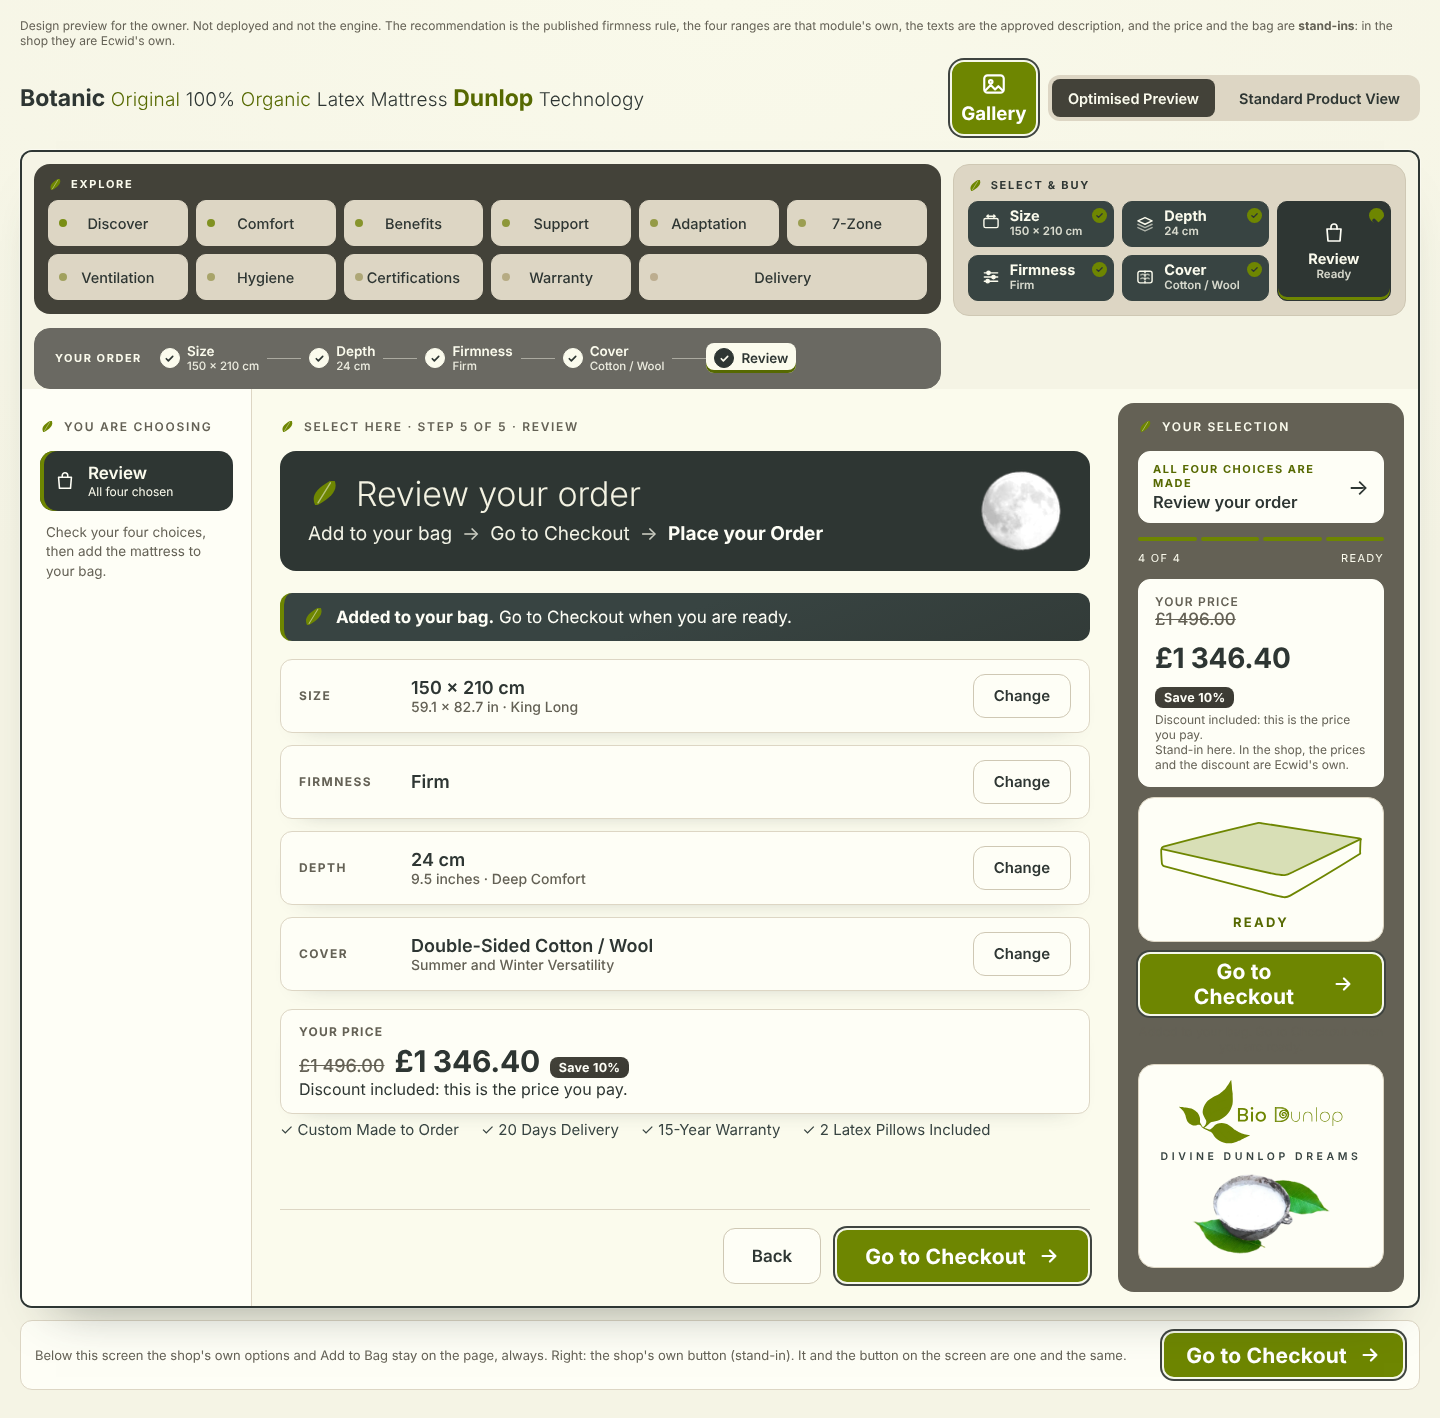 Design preview for the owner. Not deployed and not the engine. The recommendation is the published firmness rule, the four ranges are that module's own, the texts are the approved description, and the price and the bag are stand-ins: in the
shop they are Ecwid's own.
Botanic Original 100% Organic Latex Mattress Dunlop Technology
Gallery
Optimised Preview
Standard Product View
EXPLORE
Discover
Comfort
Benefits
Support
Adaptation
7-Zone
Ventilation
Hygiene
Certifications
Warranty
Delivery
SELECT & BUY
Size
150 × 210 cm
Depth
24 cm
Firmness
Firm
Cover
Cotton / Wool
Review
Ready
YOUR ORDER
Size
150 × 210 cm
Depth
24 cm
Firmness
Firm
Cover
Cotton / Wool
Review
YOU ARE CHOOSING
Review
All four chosen
Check your four choices,
then add the mattress to
your bag.
SELECT HERE · STEP 5 OF 5 · REVIEW
Review your order
Add to your bag → Go to Checkout → Place your Order
Added to your bag. Go to Checkout when you are ready.
SIZE
150 × 210 cm
59.1 × 82.7 in · King Long
Change
FIRMNESS
Firm
Change
DEPTH
24 cm
9.5 inches · Deep Comfort
Change
COVER
Double-Sided Cotton / Wool
Summer and Winter Versatility
Change
YOUR PRICE
£1 496.00 £1 346.40 Save 10%
Discount included: this is the price you pay.
✓ Custom Made to Order ✓ 20 Days Delivery ✓ 15-Year Warranty ✓ 2 Latex Pillows Included
Back
Go to Checkout →
YOUR SELECTION
ALL FOUR CHOICES ARE
MADE
Review your order →
4 OF 4
READY
YOUR PRICE
£1 496.00
£1 346.40
Save 10%
Discount included: this is the price
you pay.
Stand-in here. In the shop, the prices
and the discount are Ecwid's own.
READY
Go to
Checkout →
Bio Dunlop
DIVINE DUNLOP DREAMS
Below this screen the shop's own options and Add to Bag stay on the page, always. Right: the shop's own button (stand-in). It and the button on the screen are one and the same.
Go to Checkout →